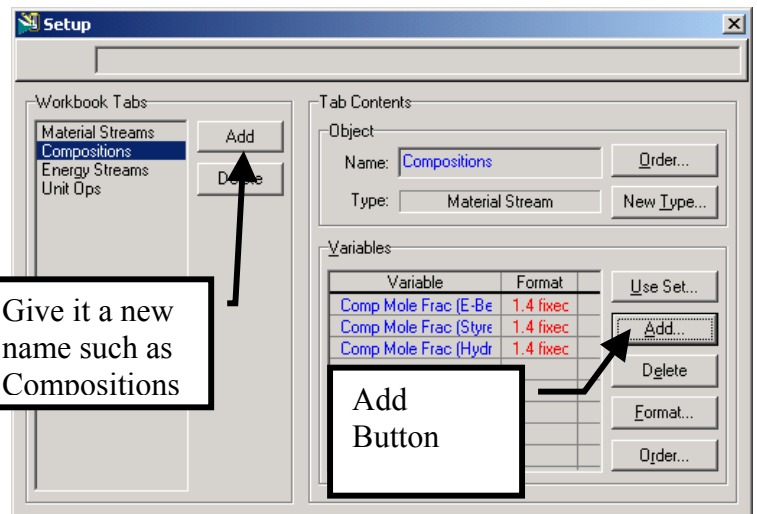 Setup
Workbook Tabs
Material Streams
Compositions
Energy Streams
Unit Ops
Add
Delete
Give it a new
name such as
Compositions
Tab Contents
Object
Name: Compositions
Order...
Type: Material Stream
New Type...
Variables
Variable Format
Comp Mole Frac (E-Be 1.4 fixec
Comp Mole Frac (Styre 1.4 fixec
Comp Mole Frac (Hydr 1.4 fixec
Use Set...
Add...
Delete
Format...
Order...
Add
Button